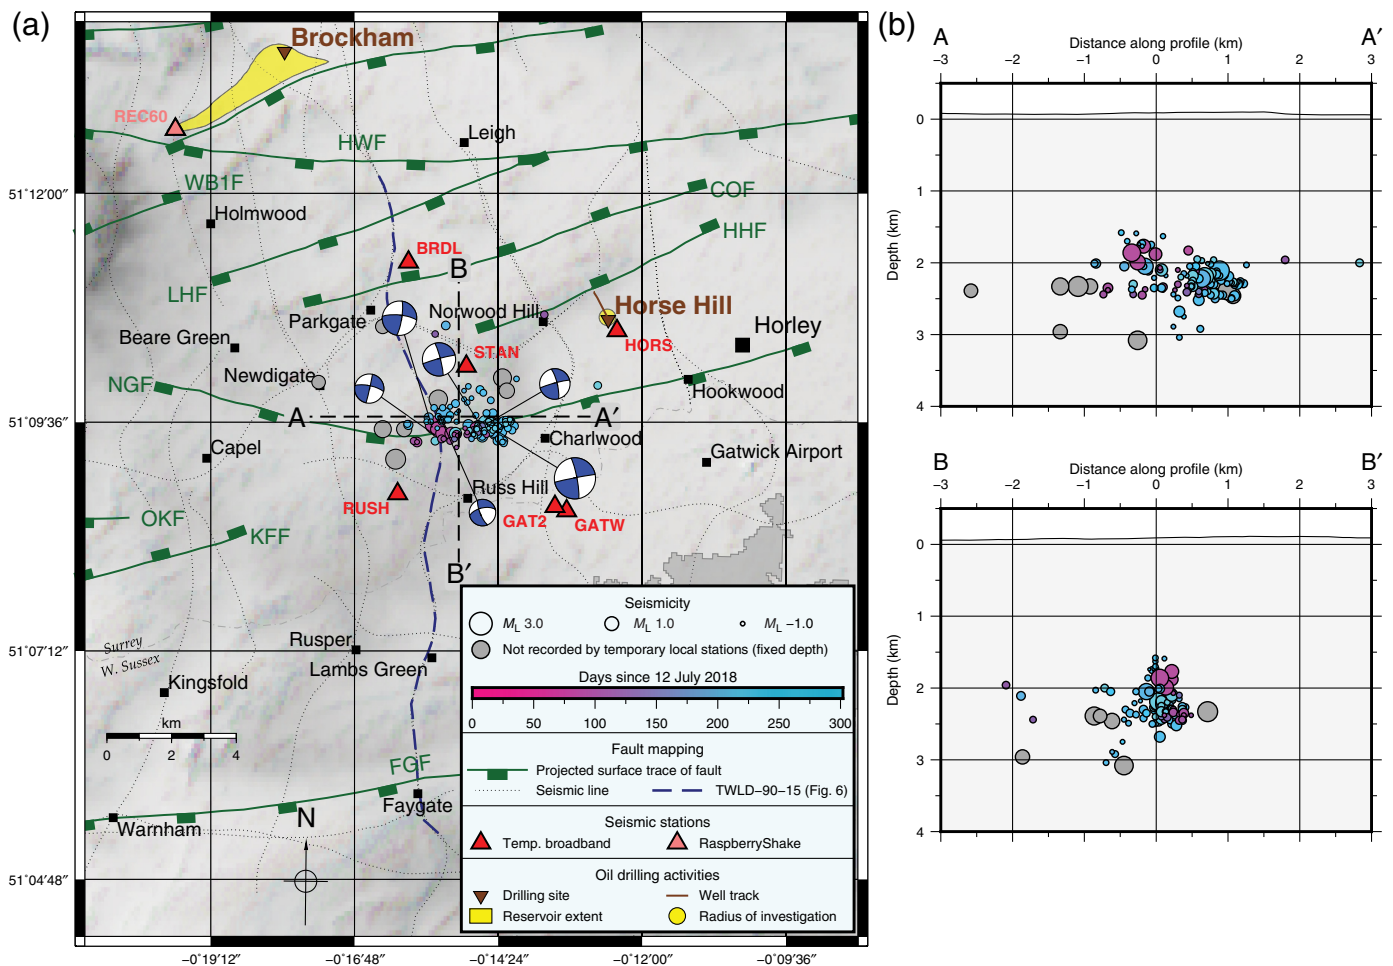 (a)
Brockham
REC60
HWF
Leigh
51°12′00″
WB1F
COF
Holmwood
HHF
BRDL
B
LHF
Horse Hill
Parkgate
Norwood Hill
Horley
Beare Green
HORS
STAN
Newdigate
NGF
Hookwood
A
A′
51°09′36″
Charlwood
Capel
Gatwick Airport
Russ Hill
RUSH
GAT2
GATW
OKF
KFF
B′
Surrey
W. Sussex
Rusper
51°07′12″
Lambs Green
Kingsfold
km
0 2 4
FGF
Faygate
Warnham
N
51°04′48″
−0°19′12″ −0°16′48″ −0°14′24″ −0°12′00″ −0°09′36″
Seismicity
ML 3.0 ML 1.0 ML −1.0
Not recorded by temporary local stations (fixed depth)
Days since 12 July 2018
0 50 100 150 200 250 300
Fault mapping
Projected surface trace of fault
Seismic line TWLD−90−15 (Fig. 6)
Seismic stations
Temp. broadband RaspberryShake
Oil drilling activities
Drilling site Well track
Reservoir extent Radius of investigation
(b)
A A′
Distance along profile (km)
−3 −2 −1 0 1 2 3
0
1
2
3
4
Depth (km)
B B′
Distance along profile (km)
−3 −2 −1 0 1 2 3
0
1
2
3
4
Depth (km)